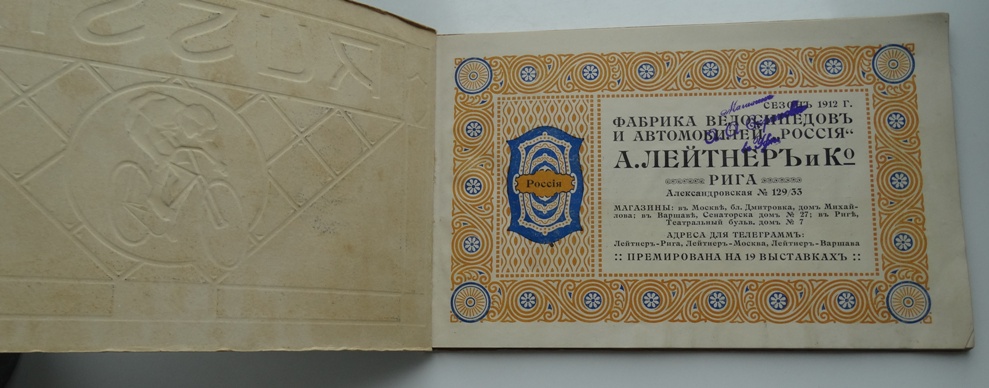 Россія
СЕЗОНЪ 1912 Г.
ФАБРИКА ВЕЛОСИПЕДОВЪ
И АВТОМОБИЛЕЙ „РОССІЯ“
А. ЛЕЙТНЕРЪ и Ко
РИГА
Александровская № 129/33
МАГАЗИНЫ: въ Москвѣ, бл. Дмитровка, домъ Михай-
лова; въ Варшавѣ, Сенаторска домъ № 27; въ Ригѣ,
Театральный бульв. домъ № 7
АДРЕСА ДЛЯ ТЕЛЕГРАММЪ:
Лейтнеръ-Рига, Лейтнеръ-Москва, Лейтнеръ-Варшава
:: ПРЕМИРОВАНА НА 19 ВЫСТАВКАХЪ ::